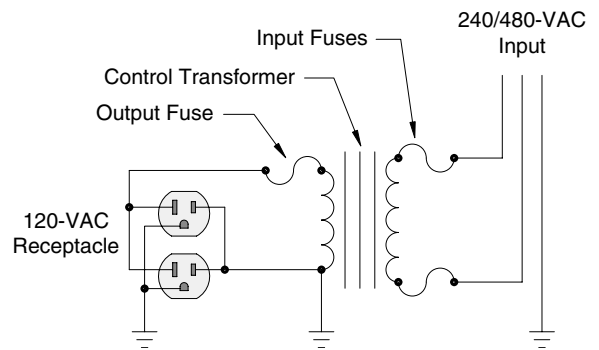 240/480-VAC
Input
Input Fuses
Control Transformer
Output Fuse
120-VAC
Receptacle